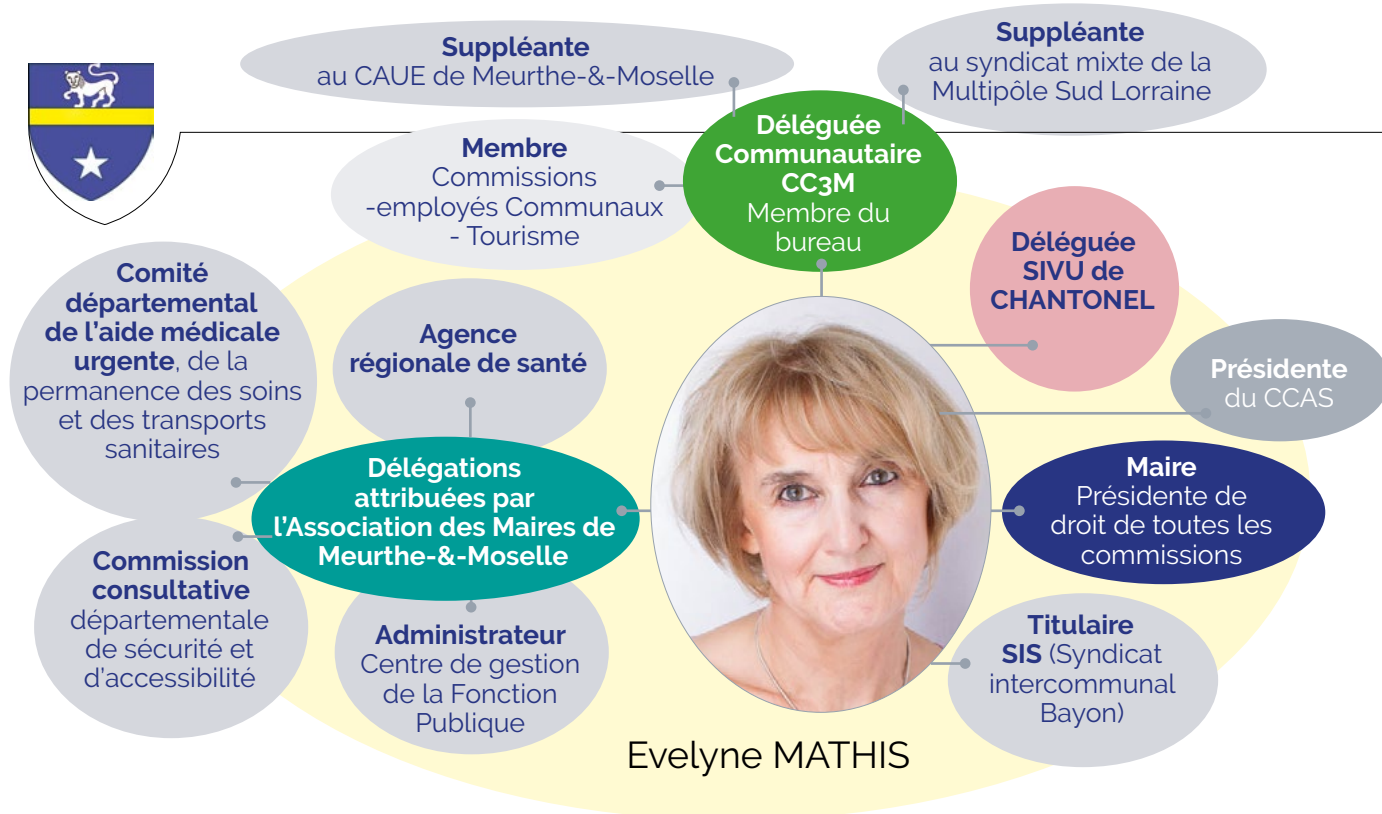 Suppléante
au CAUE de Meurthe-&-Moselle
Suppléante
au syndicat mixte de la
Multipôle Sud Lorraine
Déléguée
Communautaire
CC3M
Membre du
bureau
Membre
Commissions
-employés Communaux
- Tourisme
Déléguée
SIVU de
CHANTONEL
Comité
départemental
de l'aide médicale
urgente, de la
permanence des soins
et des transports
sanitaires
Agence
régionale de santé
Présidente
du CCAS
Délégations
attribuées par
l'Association des Maires de
Meurthe-&-Moselle
Maire
Présidente de
droit de toutes les
commissions
Commission
consultative
départementale
de sécurité et
d'accessibilité
Administrateur
Centre de gestion
de la Fonction
Publique
Titulaire
SIS (Syndicat
intercommunal
Bayon)
Evelyne MATHIS